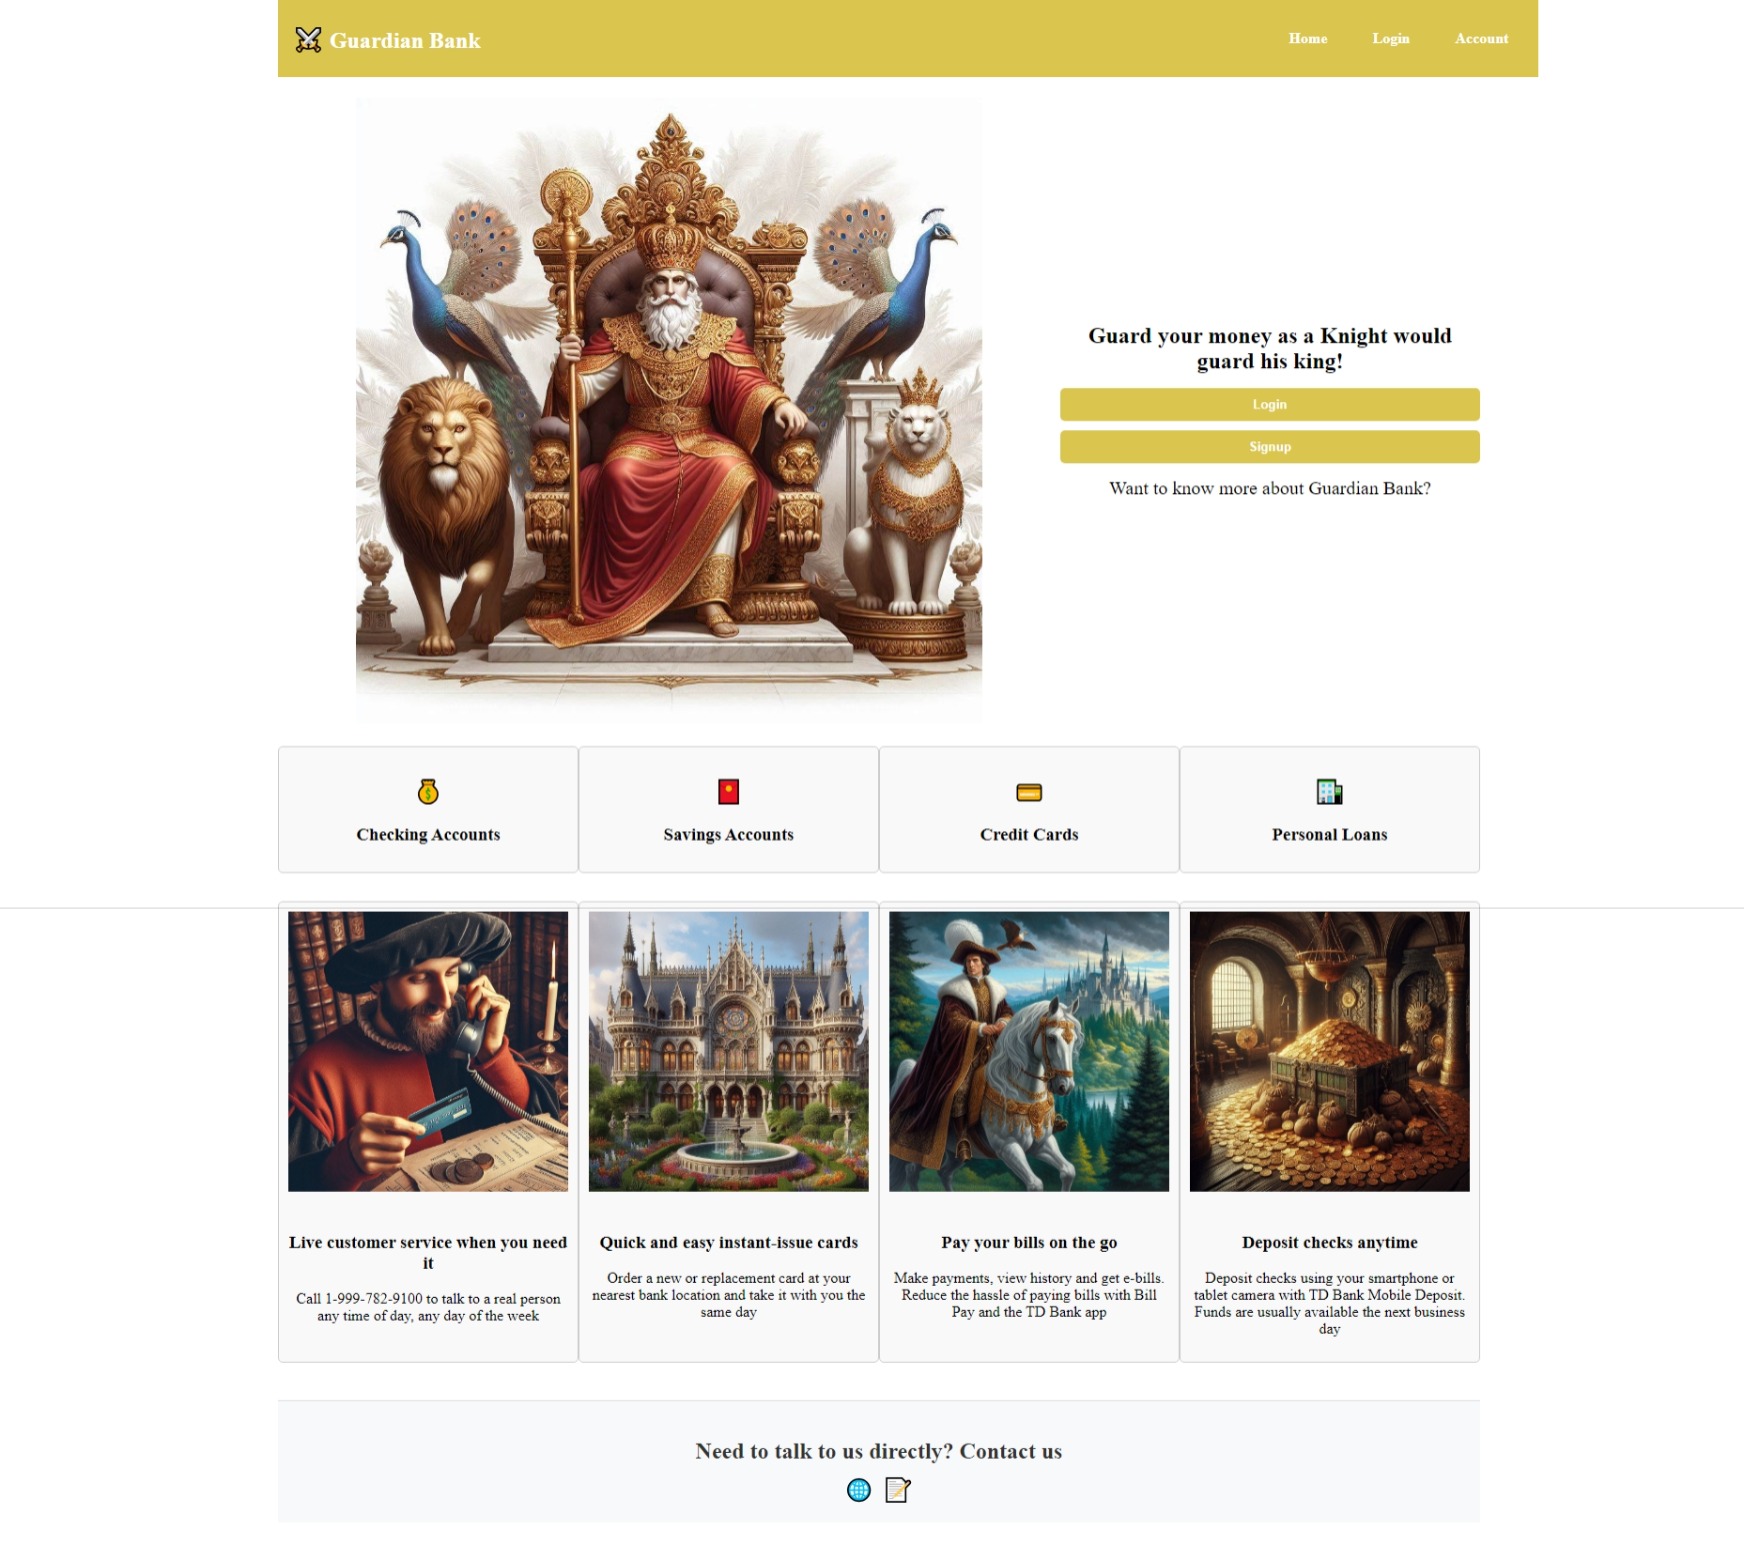 Guardian Bank
Home Login Account
Guard your money as a Knight would
guard his king!
Login
Signup
Want to know more about Guardian Bank?
Checking Accounts
Savings Accounts
Credit Cards
Personal Loans
Live customer service when you need
it
Call 1-999-782-9100 to talk to a real person
any time of day, any day of the week
Quick and easy instant-issue cards
Order a new or replacement card at your
nearest bank location and take it with you the
same day
Pay your bills on the go
Make payments, view history and get e-bills.
Reduce the hassle of paying bills with Bill
Pay and the TD Bank app
Deposit checks anytime
Deposit checks using your smartphone or
tablet camera with TD Bank Mobile Deposit.
Funds are usually available the next business
day
Need to talk to us directly? Contact us